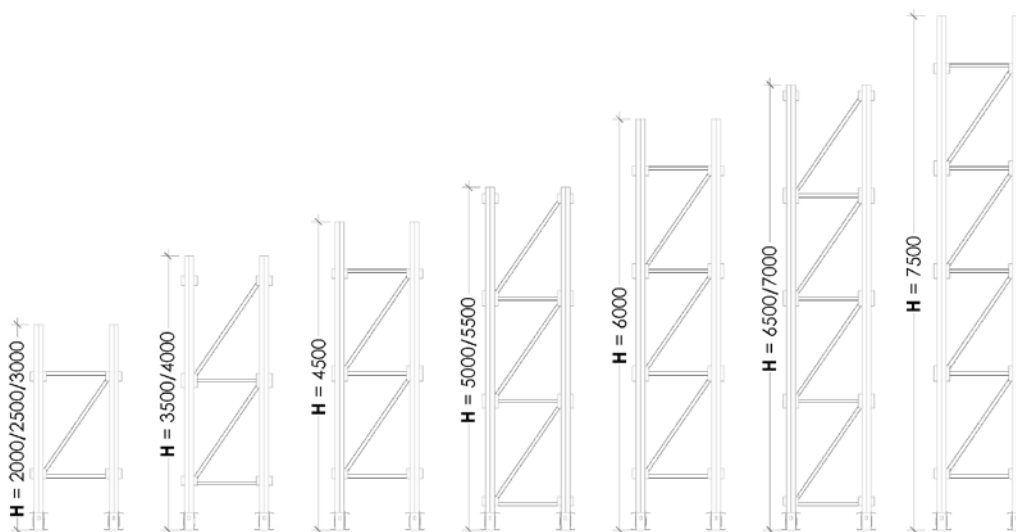 H = 2000/2500/3000
H = 3500/4000
H = 4500
H = 5000/5500
H = 6000
H = 6500/7000
H = 7500